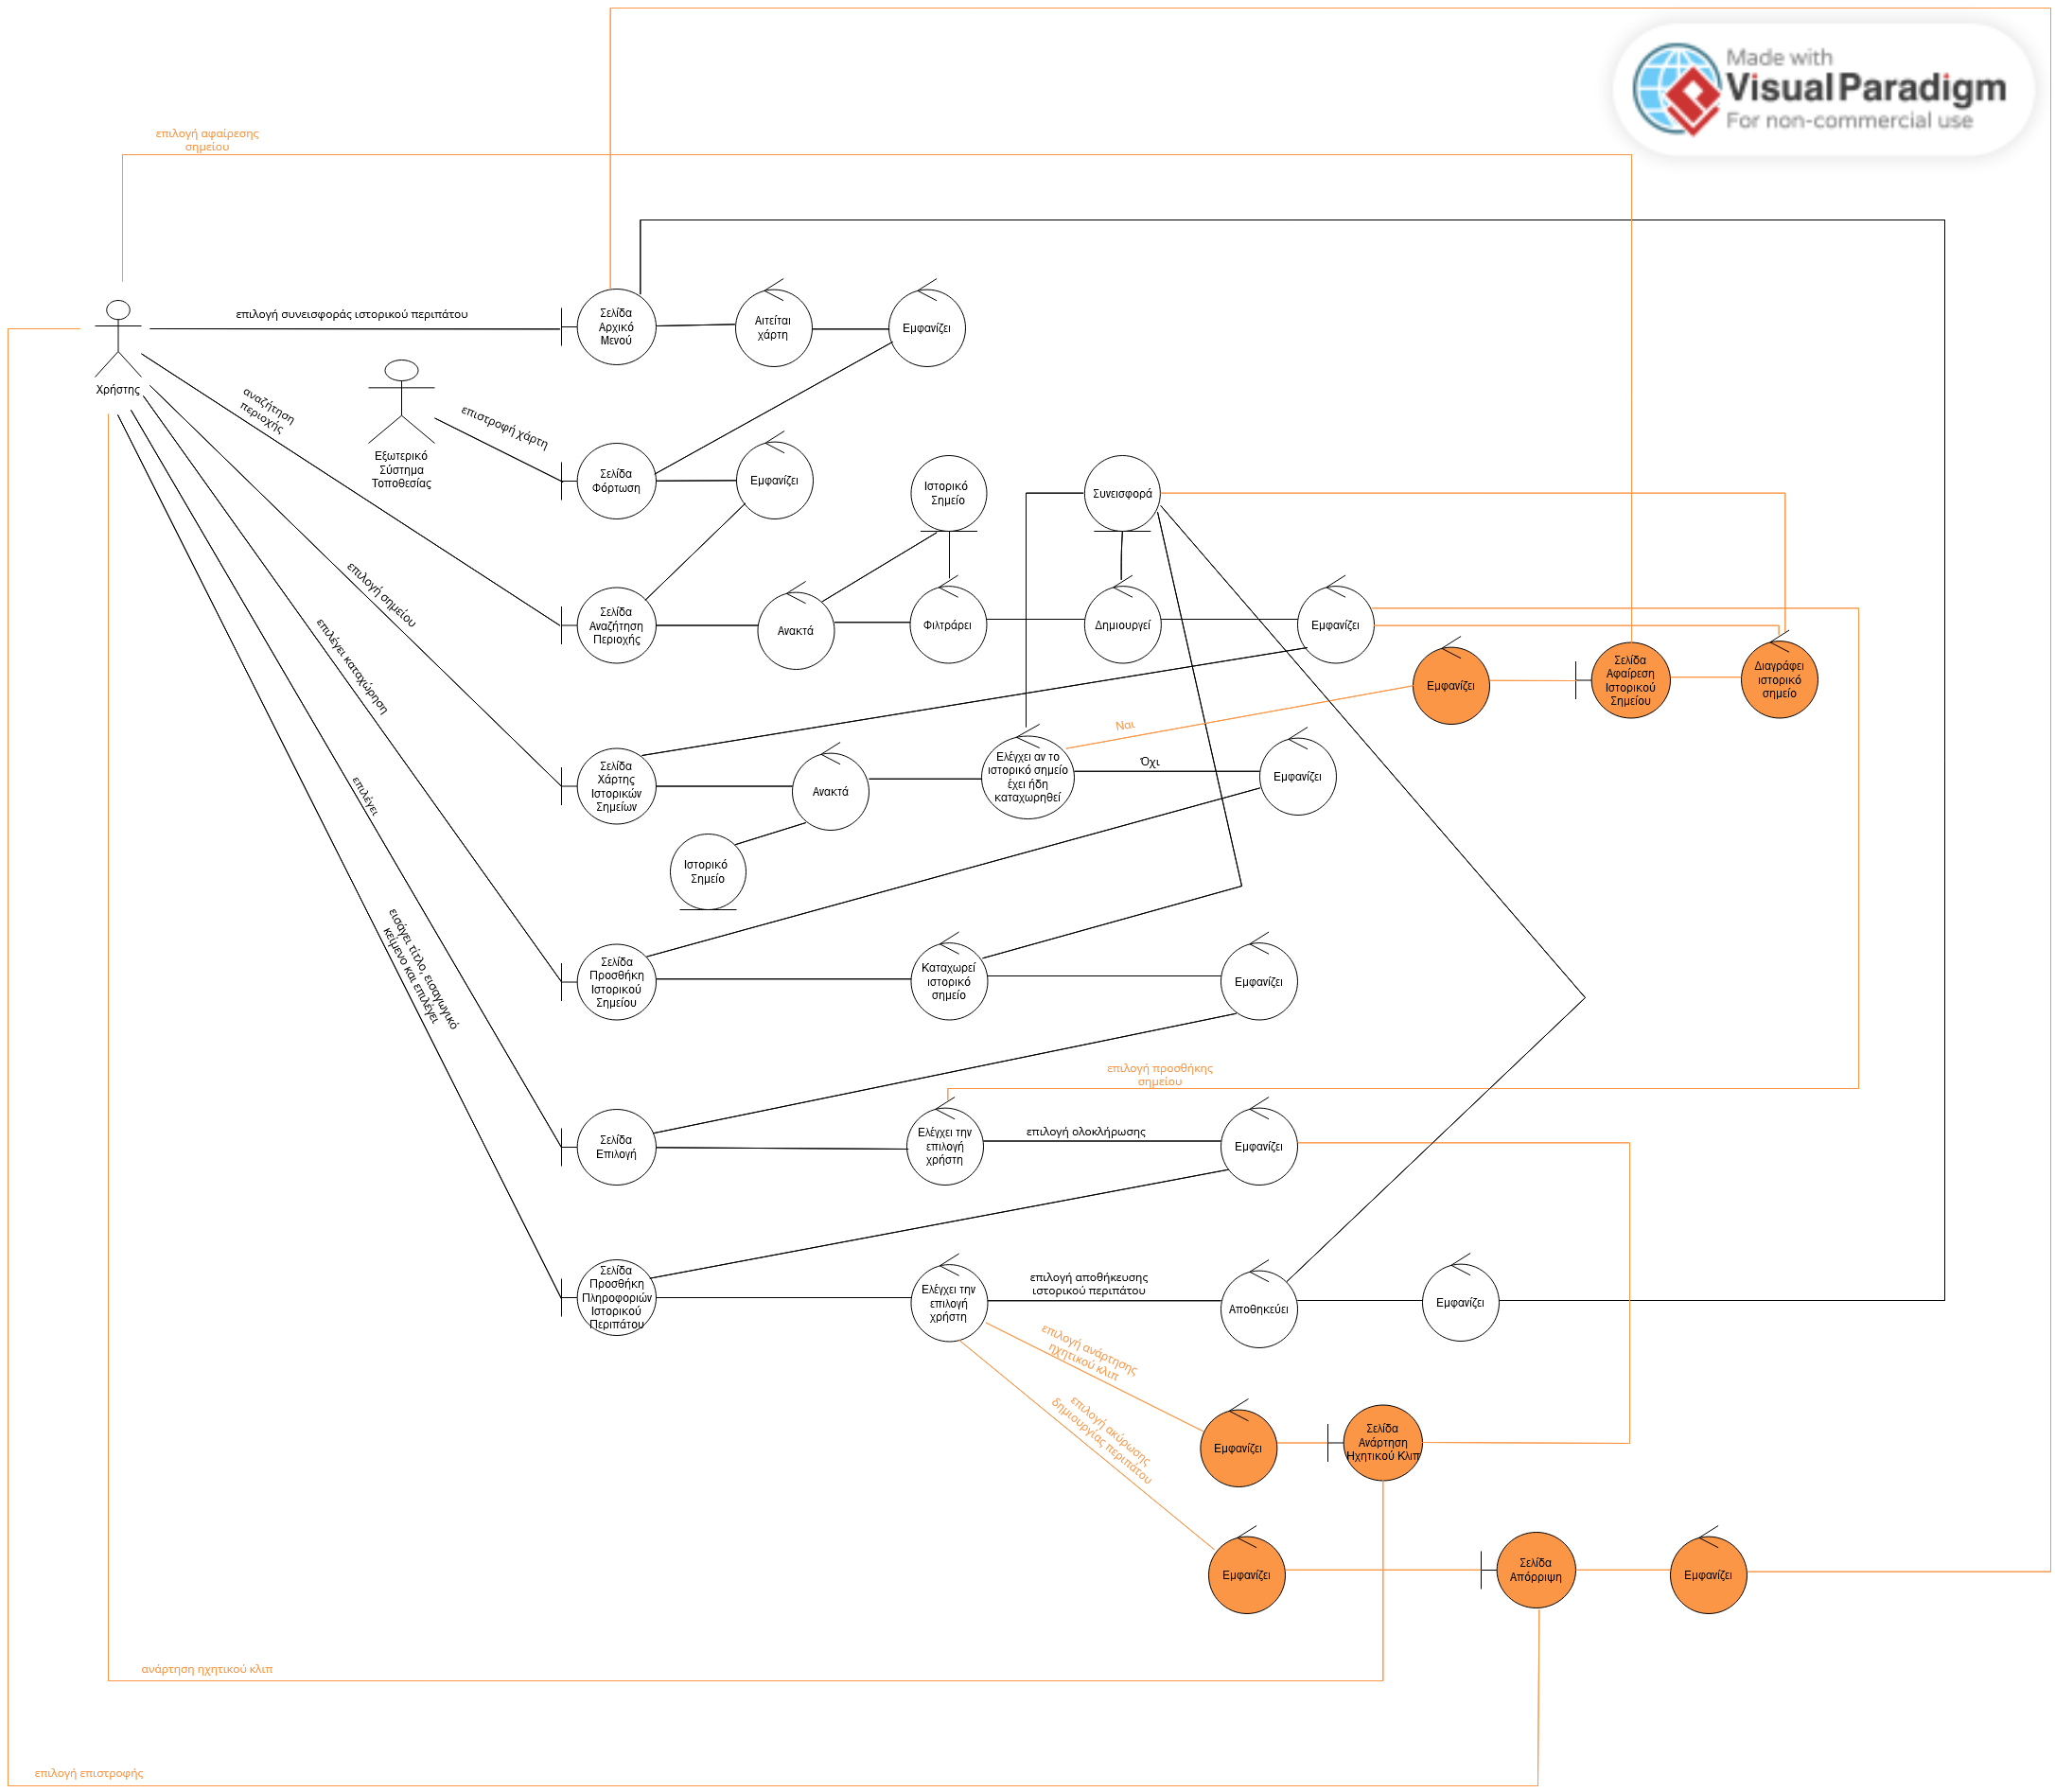 Made with
Visual Paradigm
For non-commercial use
επιλογή αφαίρεσης
σημείου
επιλογή συνεισφοράς ιστορικού περιπάτου
Σελίδα
Αρχικό
Μενού
Αιτείται
χάρτη
Εμφανίζει
Χρήστης
αναζήτηση
περιοχής
επιστροφή χάρτη
Εξωτερικό
Σύστημα
Τοποθεσίας
Σελίδα
Φόρτωση
Εμφανίζει
Ιστορικό
Σημείο
Συνεισφορά
επιλογή σημείου
Σελίδα
Αναζήτηση
Περιοχής
Ανακτά
Φιλτράρει
Δημιουργεί
Εμφανίζει
Εμφανίζει
Σελίδα
Αφαίρεση
Ιστορικού
Σημείου
Διαγράφει
ιστορικό
σημείο
επιλέγει καταχώρηση
Ναι
Σελίδα
Χάρτης
Ιστορικών
Σημείων
Ανακτά
Ελέγχει αν το
ιστορικό σημείο
έχει ήδη
καταχωρηθεί
Όχι
Εμφανίζει
επιλέγει
Ιστορικό
Σημείο
εισάγει τίτλο, εισαγωγικό
κείμενο και επιλέγει
Σελίδα
Προσθήκη
Ιστορικού
Σημείου
Καταχωρεί
ιστορικό
σημείο
Εμφανίζει
επιλογή προσθήκης
σημείου
Σελίδα
Επιλογή
Ελέγχει την
επιλογή
χρήστη
επιλογή ολοκλήρωσης
Εμφανίζει
Σελίδα
Προσθήκη
Πληροφοριών
Ιστορικού
Περιπάτου
Ελέγχει την
επιλογή
χρήστη
επιλογή αποθήκευσης
ιστορικού περιπάτου
Αποθηκεύει
Εμφανίζει
επιλογή ανάρτησης
ηχητικού κλιπ
επιλογή ακύρωσης
δημιουργίας περιπάτου
Εμφανίζει
Σελίδα
Ανάρτηση
Ηχητικού Κλιπ
Εμφανίζει
Σελίδα
Απόρριψη
Εμφανίζει
ανάρτηση ηχητικού κλιπ
επιλογή επιστροφής